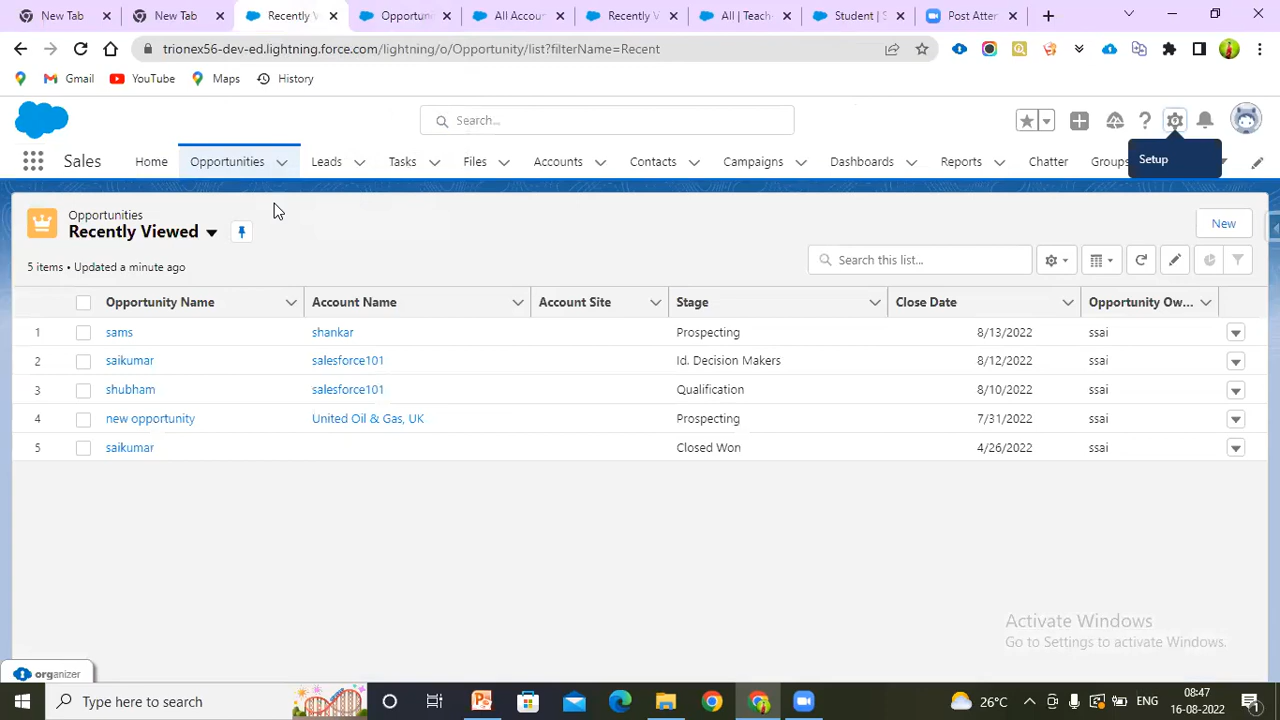 New Tab
New Tab
Recently V
Opportun
All Accou
Recently V
All | Teach
Student | S
Post Atter
trionex56-dev-ed.lightning.force.com/lightning/o/Opportunity/list?filterName=Recent
Gmail
YouTube
Maps
History
Search...
Setup
Sales
Home
Opportunities
Leads
Tasks
Files
Accounts
Contacts
Campaigns
Dashboards
Reports
Chatter
Groups
Opportunities
Recently Viewed
New
5 items • Updated a minute ago
Search this list...
Opportunity Name Account Name Account Site Stage Close Date Opportunity Ow...
1 sams shankar Prospecting 8/13/2022 ssai
2 saikumar salesforce101 Id. Decision Makers 8/12/2022 ssai
3 shubham salesforce101 Qualification 8/10/2022 ssai
4 new opportunity United Oil & Gas, UK Prospecting 7/31/2022 ssai
5 saikumar Closed Won 4/26/2022 ssai
Activate Windows
Go to Settings to activate Windows.
organizer
Type here to search
26°C
ENG
08:47
16-08-2022
1